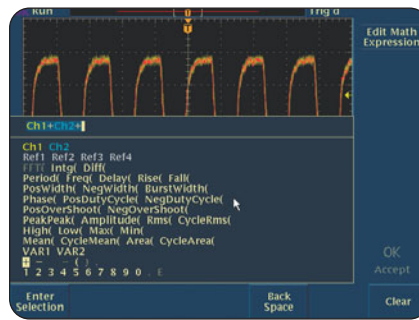 Run
Trig'd
Edit Math
Expression
Ch1+Ch2+
Ch1 Ch2
Ref1 Ref2 Ref3 Ref4
FFT( Intg( Diff(
Period( Freq( Delay( Rise( Fall(
PosWidth( NegWidth( BurstWidth(
Phase( PosDutyCycle( NegDutyCycle(
PosOverShoot( NegOverShoot(
PeakPeak( Amplitude( Rms( CycleRms(
High( Low( Max( Min(
Mean( CycleMean( Area( CycleArea(
VAR1 VAR2
+ - ( ) ,
1 2 3 4 5 6 7 8 9 0 . E
OK
Accept
Enter
Selection
Back
Space
Clear